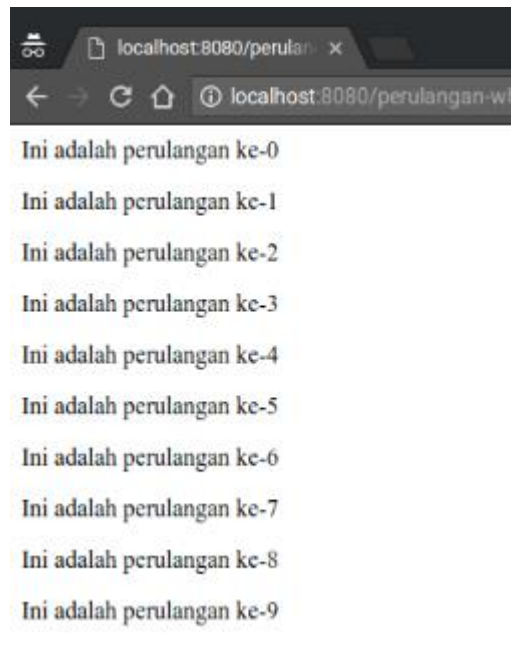 localhost:8080/perulan
localhost:8080/perulangan-wh
Ini adalah perulangan ke-0
Ini adalah perulangan ke-1
Ini adalah perulangan ke-2
Ini adalah perulangan ke-3
Ini adalah perulangan ke-4
Ini adalah perulangan ke-5
Ini adalah perulangan ke-6
Ini adalah perulangan ke-7
Ini adalah perulangan ke-8
Ini adalah perulangan ke-9